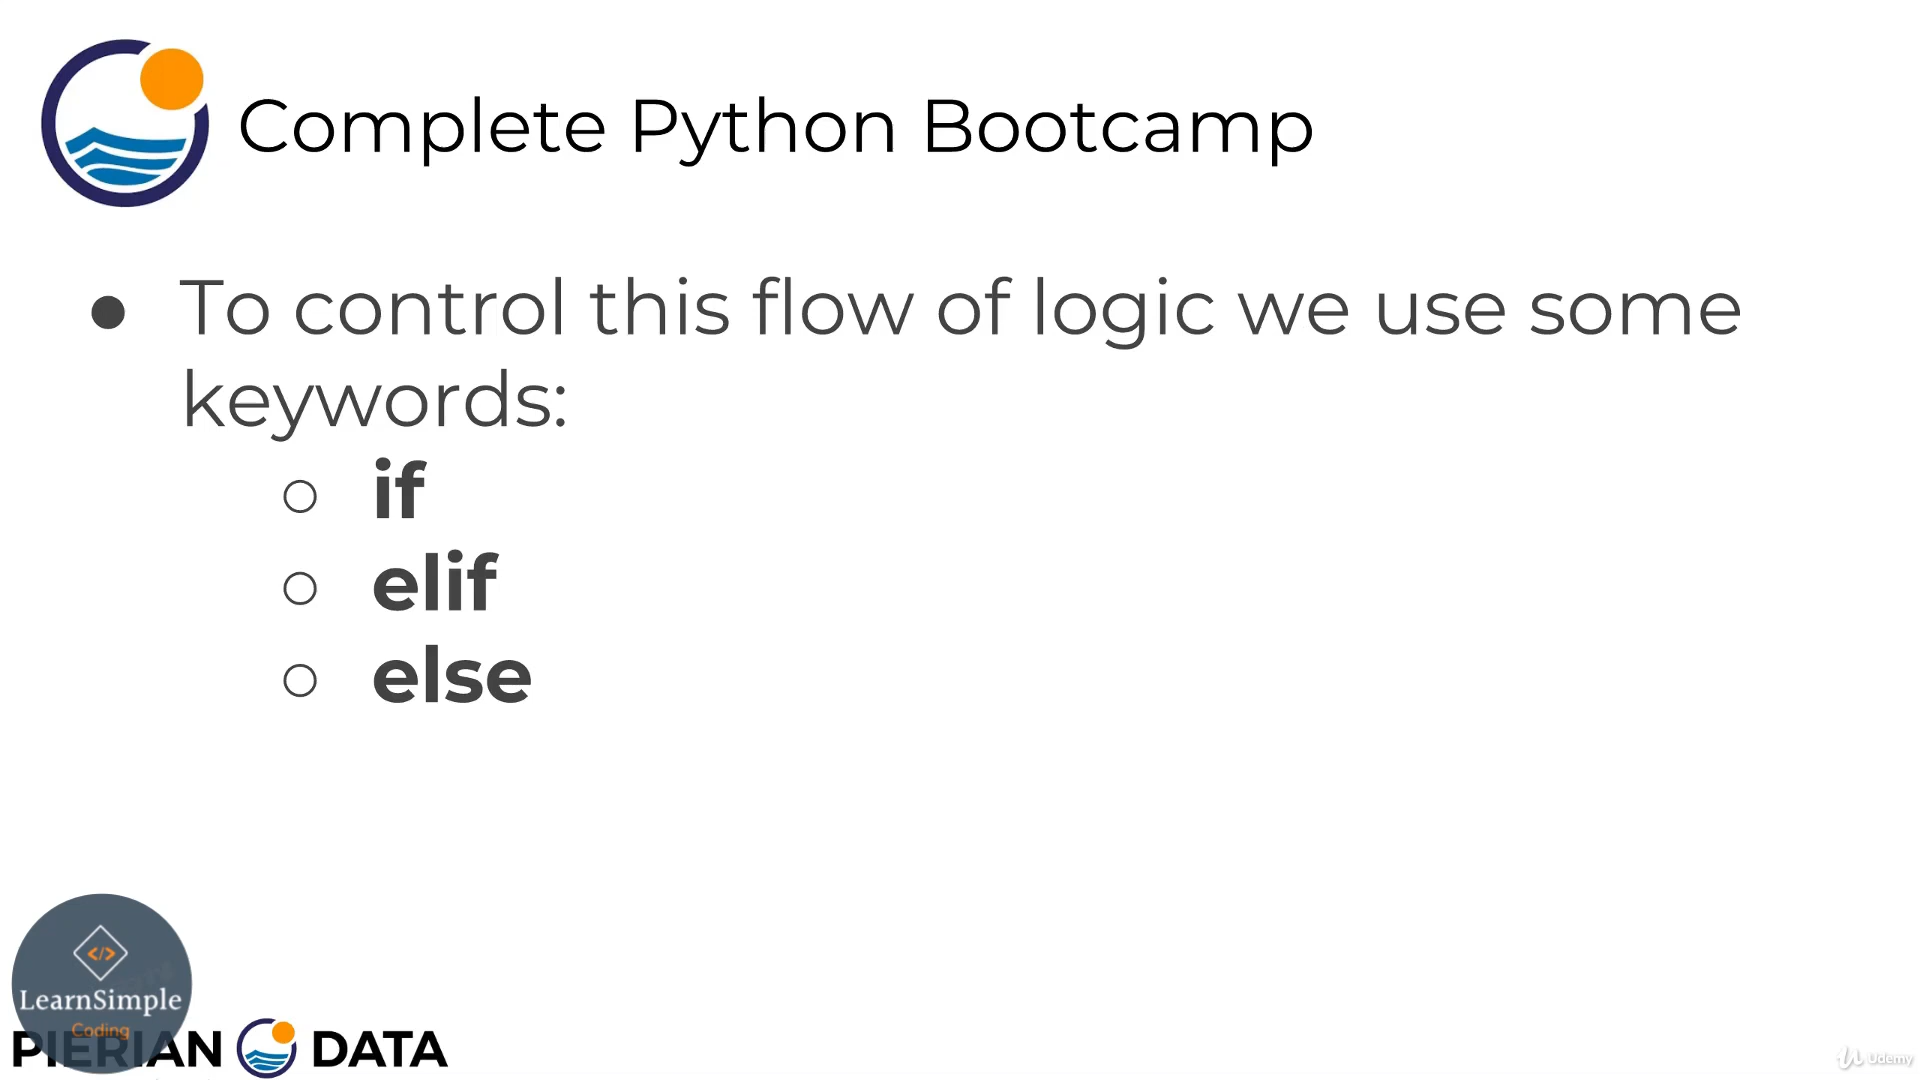 Complete Python Bootcamp
● To control this flow of logic we use some
keywords:
○ if
○ elif
○ else
</>
LearnSimple
Coding
PIERIAN DATA
Udemy